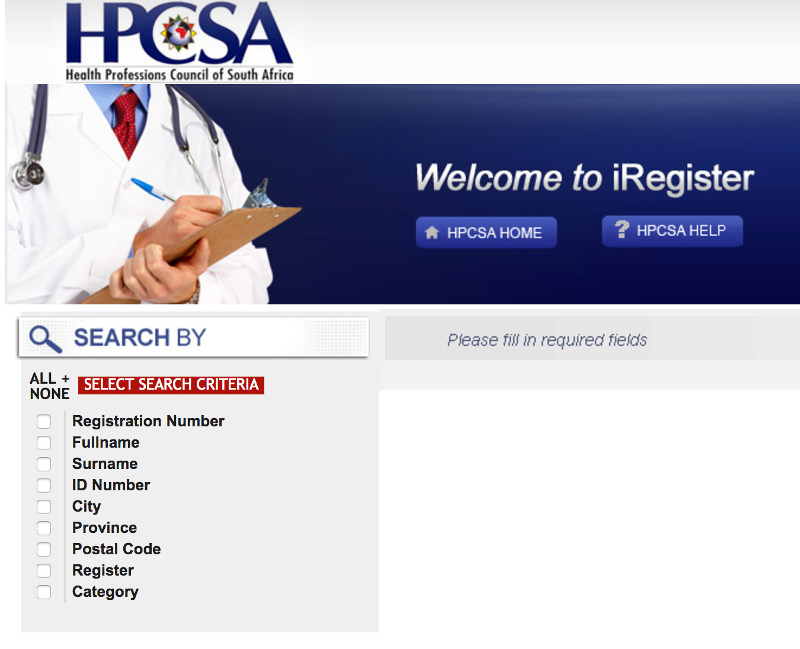 HPCSA
Health Professions Council of South Africa
Welcome to iRegister
HPCSA HOME
? HPCSA HELP
SEARCH BY
Please fill in required fields
ALL +
NONE
SELECT SEARCH CRITERIA
Registration Number
Fullname
Surname
ID Number
City
Province
Postal Code
Register
Category